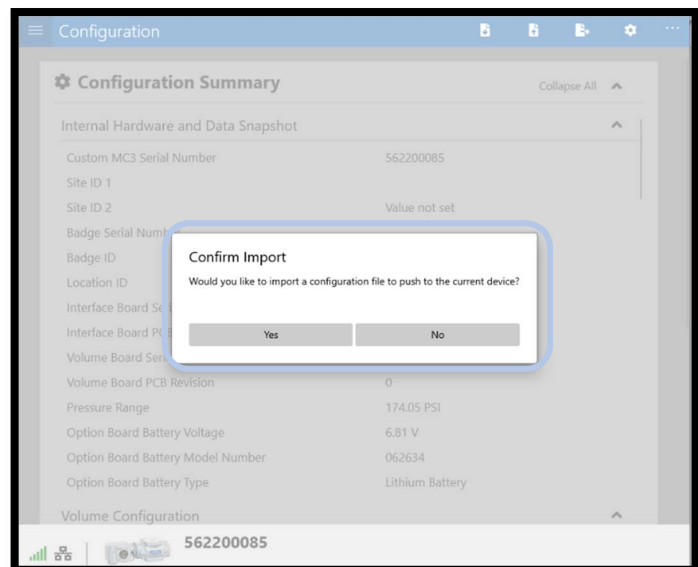 Configuration
Configuration Summary
Collapse All
Internal Hardware and Data Snapshot
Custom MC3 Serial Number 562200085
Site ID 1
Site ID 2 Value not set
Badge Serial Numb
Badge ID
Location ID
Confirm Import
Would you like to import a configuration file to push to the current device?
Yes No
Interface Board Se
Interface Board PC
Volume Board Seri
Volume Board PCB Revision 0
Pressure Range 174.05 PSI
Option Board Battery Voltage 6.81 V
Option Board Battery Model Number 062634
Option Board Battery Type Lithium Battery
Volume Configuration
562200085